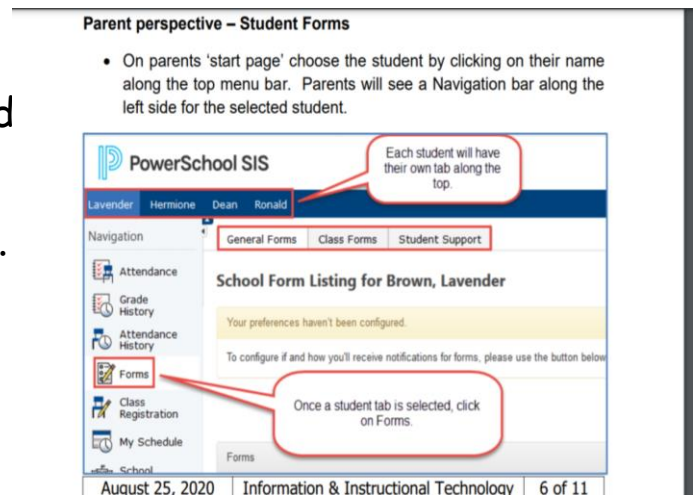 Parent perspective – Student Forms
• On parents ‘start page’ choose the student by clicking on their name
along the top menu bar. Parents will see a Navigation bar along the
left side for the selected student.
d
.
PowerSchool SIS
Each student will have
their own tab along the
top.
Lavender Hermione Dean Ronald
Navigation
General Forms Class Forms Student Support
Attendance
Grade
History
Attendance
History
Forms
Class
Registration
My Schedule
School
School Form Listing for Brown, Lavender
Your preferences haven't been configured.
To configure if and how you'll receive notifications for forms, please use the button below
Once a student tab is selected, click
on Forms.
Forms
August 25, 2020 Information & Instructional Technology 6 of 11